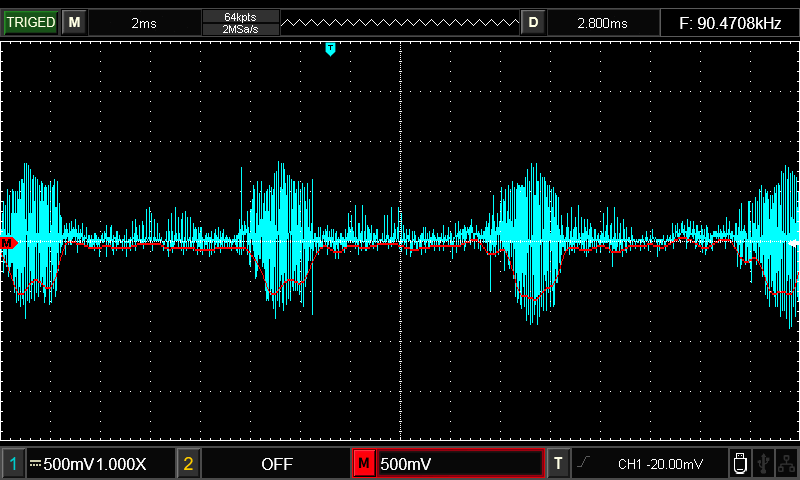 TRIGED M 2ms 64kpts D 2.800ms F: 90.4708kHz
2MSa/s
T
M
1 500mV 1.000X 2 OFF M 500mV T CH1 -20.00mV